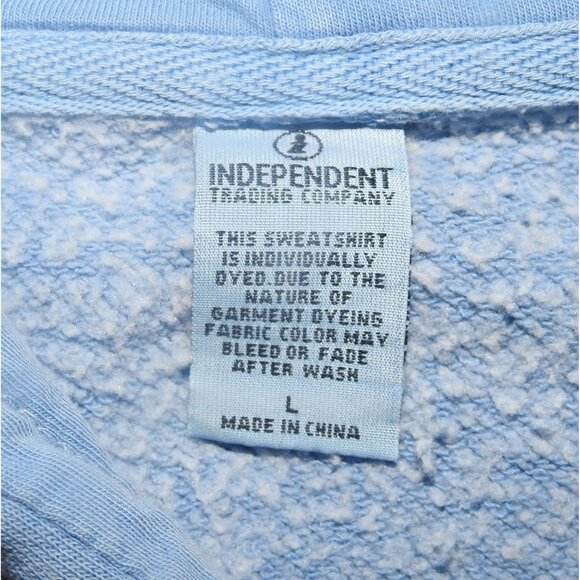 INDEPENDENT
TRADING COMPANY
THIS SWEATSHIRT
IS INDIVIDUALLY
DYED.DUE TO THE
NATURE OF
GARMENT DYEING
FABRIC COLOR MAY
BLEED OR FADE
AFTER WASH
L
MADE IN CHINA